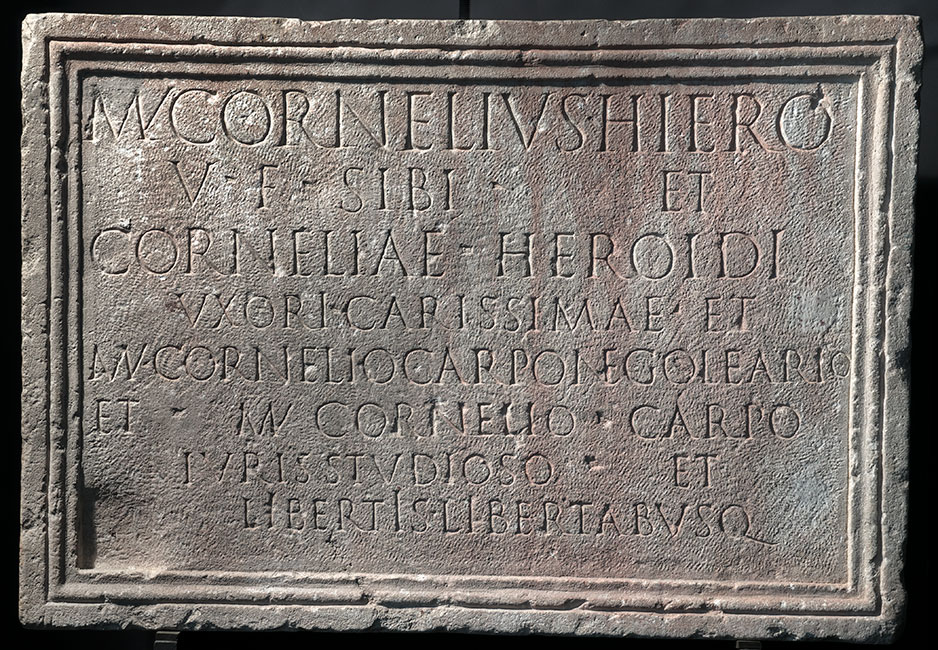 M' CORNELIVS HIERO
V · F · SIBI · ET
CORNELIAE · HEROIDI
VXORI · CARISSIMAE · ET
M' CORNELIO CARPO NEG OLEARIO
ET · M' CORNELIO · CARPO
IVRIS STVDIOSO · ET
LIBERTIS · LIBERTABVSQ